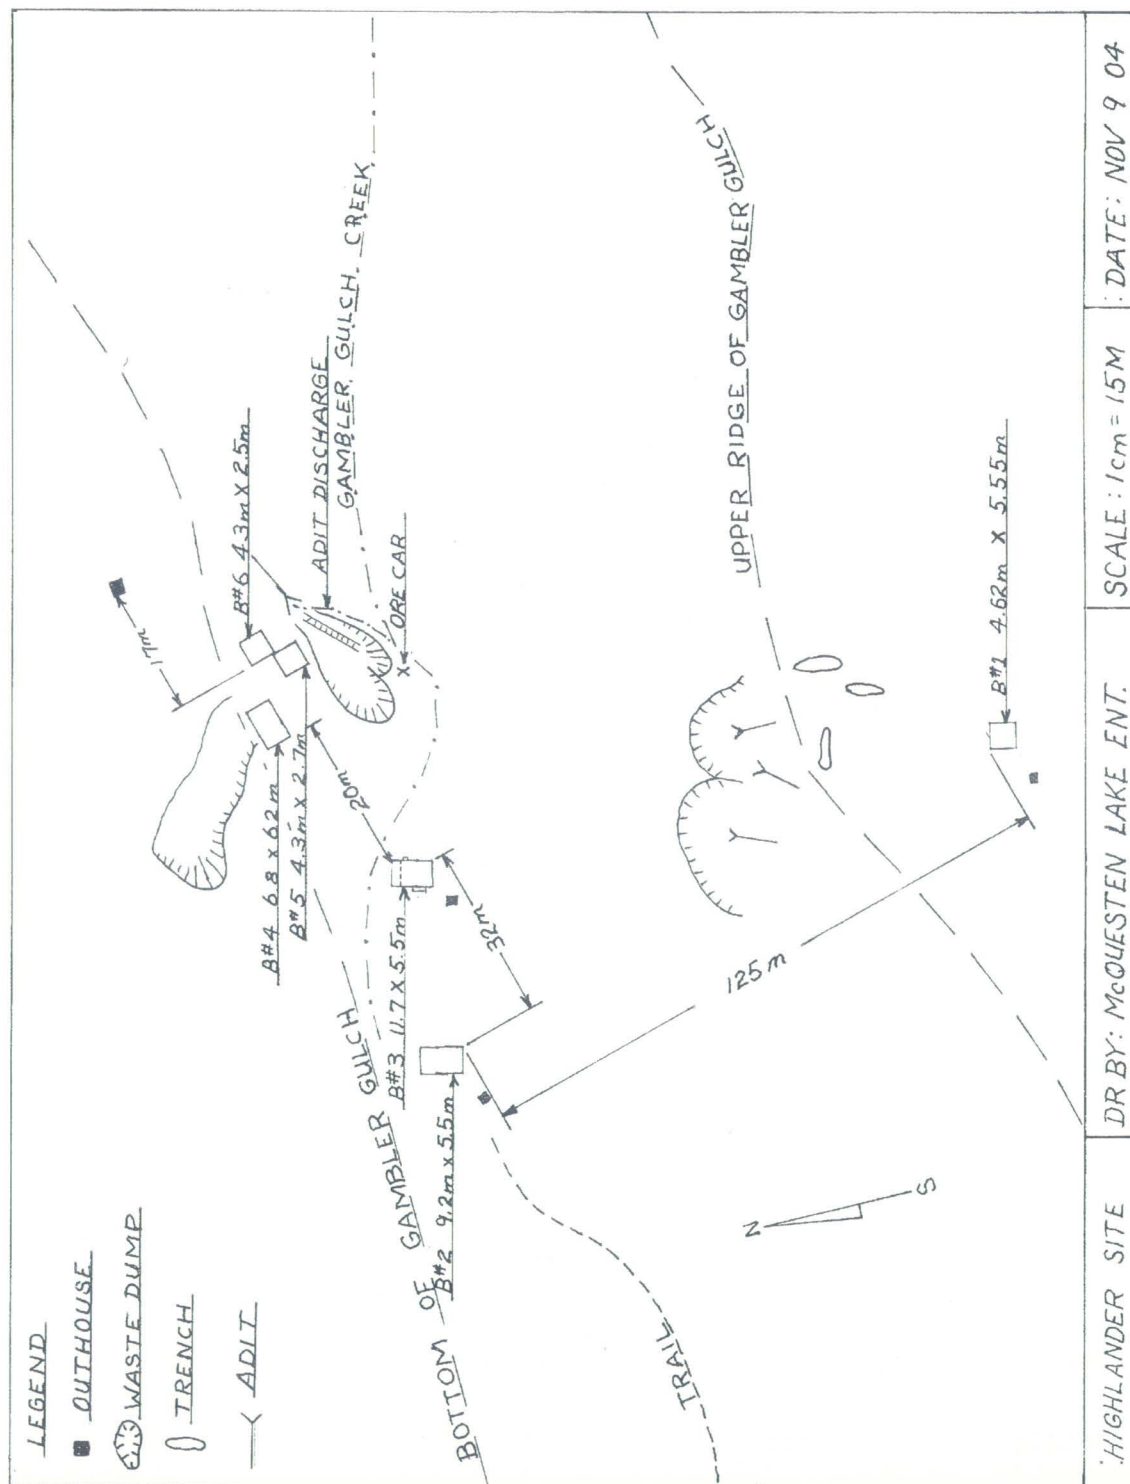 LEGEND
OUTHOUSE
WASTE DUMP
TRENCH
ADIT
BOTTOM OF GAMBLER GULCH
TRAIL
B#2 9.2m x 5.5m
B#3 11.7 x 5.5m
B#4 6.8 x 6.2m
B#5 4.3m x 2.7m
B#6 4.3m X 2.5m
17m
20m
32m
125m
ADIT DISCHARGE
GAMBLER GULCH CREEK
ORE CAR
UPPER RIDGE OF GAMBLER GULCH
B#1 4.62m X 5.55m
N
S
HIGHLANDER SITE
DR BY: McQUESTEN LAKE ENT.
SCALE: 1cm = 15M
DATE: NOV 9 04